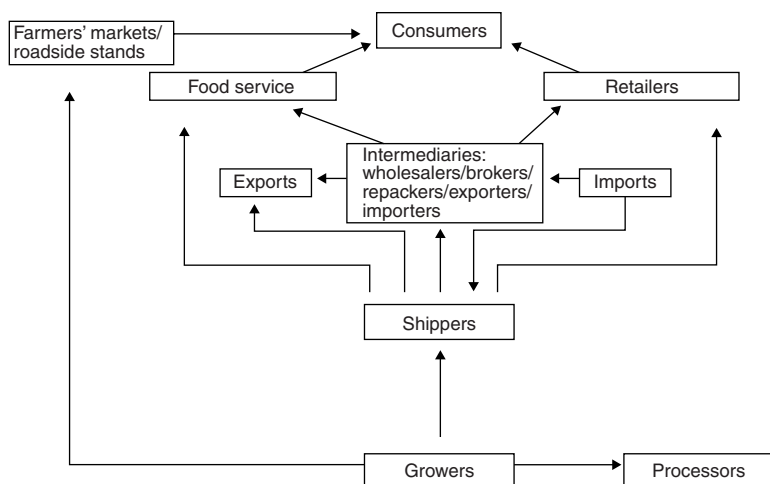 Farmers’ markets/
roadside stands
Consumers
Food service
Retailers
Intermediaries:
wholesalers/brokers/
repackers/exporters/
importers
Exports
Imports
Shippers
Growers
Processors